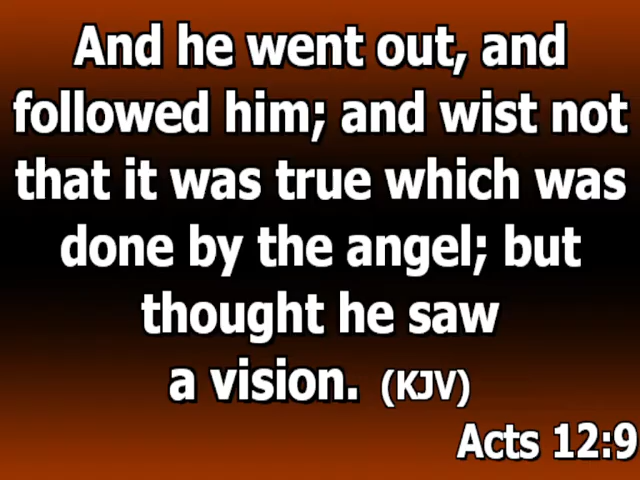 And he went out, and
followed him; and wist not
that it was true which was
done by the angel; but
thought he saw
a vision. (KJV)
Acts 12:9